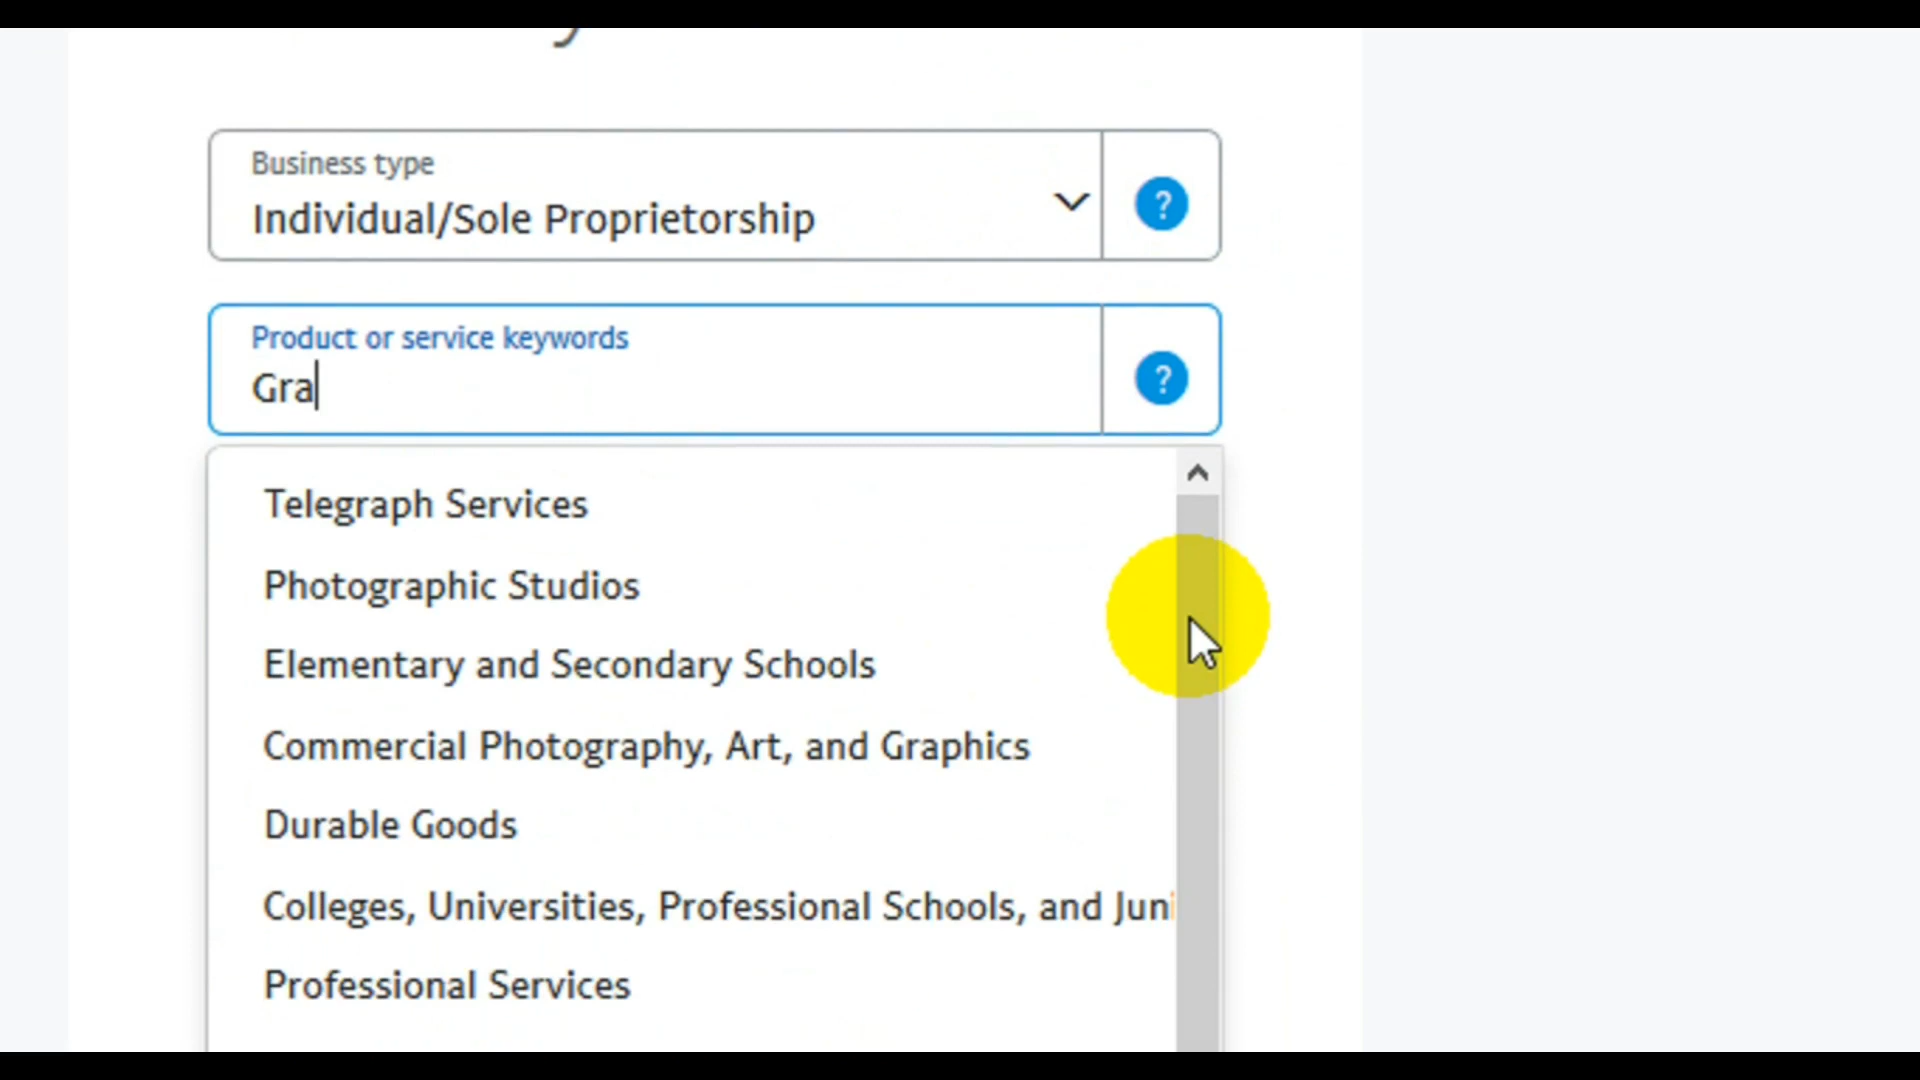 Business type
Individual/Sole Proprietorship
?
Product or service keywords
Gra
?
Telegraph Services
Photographic Studios
Elementary and Secondary Schools
Commercial Photography, Art, and Graphics
Durable Goods
Colleges, Universities, Professional Schools, and Juni
Professional Services